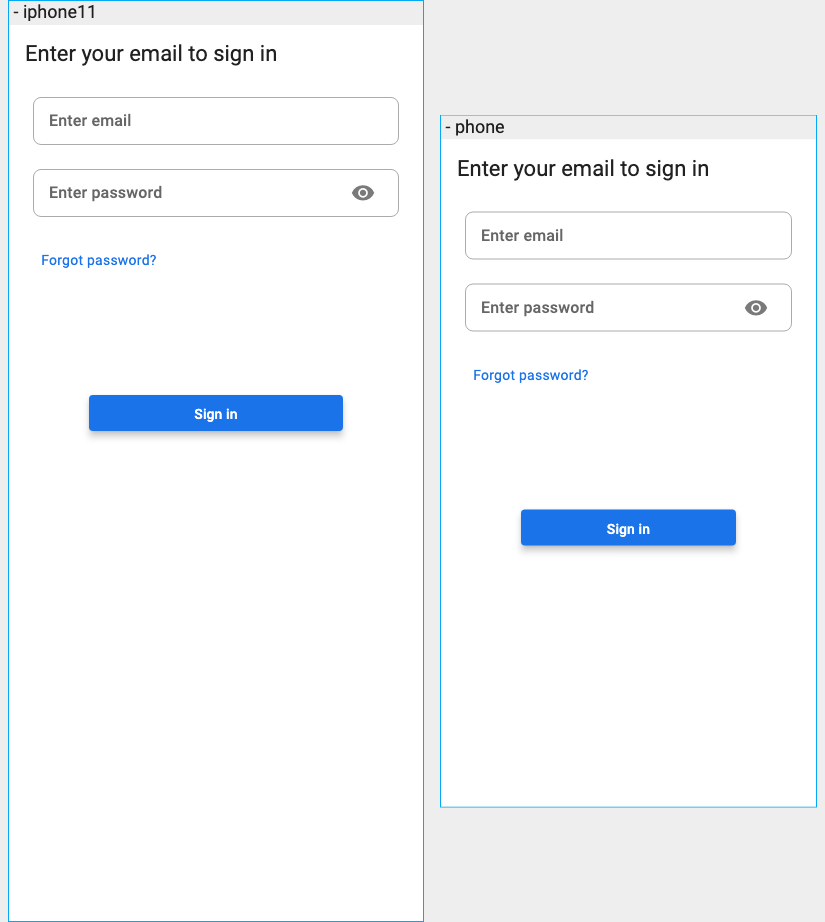 - iphone11
Enter your email to sign in
Enter email
Enter password
Forgot password?
Sign in
- phone
Enter your email to sign in
Enter email
Enter password
Forgot password?
Sign in